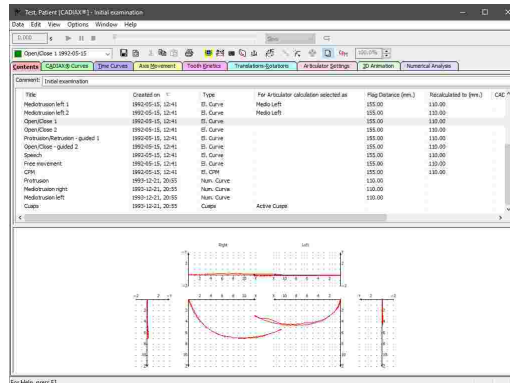 Test, Patient [CADIAX®] - Initial examination
Data Edit View Options Window Help
0.000 s Slow
Open/Close 1 1992-05-15 100.0%
Contents CADIAX® Curves Time Curves Axis Movement Tooth Kinetics Translations-Rotations Articulator Settings 3D Animation Numerical Analysis
Comment: Initial examination
Title Created on Type For Articulator calculation selected as Flag Distance (mm.) Recalculated to (mm.) CADI
Mediotrusion left 1 1992-05-15, 12:41 El. Curve Medio Left 155.00 110.00
Mediotrusion left 2 1992-05-15, 12:41 El. Curve Medio Left 155.00 110.00
Open/Close 1 1992-05-15, 12:41 El. Curve 155.00 110.00
Open/Close 2 1992-05-15, 12:41 El. Curve 155.00 110.00
Protrusion/Retrusion - guided 1 1992-05-15, 12:41 El. Curve 155.00 110.00
Open/Close - guided 2 1992-05-15, 12:41 El. Curve 155.00 110.00
Speech 1992-05-15, 12:41 El. Curve 155.00 110.00
Free movement 1992-05-15, 12:41 El. Curve 155.00 110.00
CPM 1992-05-15, 12:41 El. CPM 155.00 110.00
Protrusion 1993-12-21, 20:55 Num. Curve 110.00
Mediotrusion right 1993-12-21, 20:55 Num. Curve 110.00
Mediotrusion left 1993-12-21, 20:55 Num. Curve 110.00
Cusps 1993-12-21, 20:55 Cusps Active Cusps
Right Left
For Help, press F1